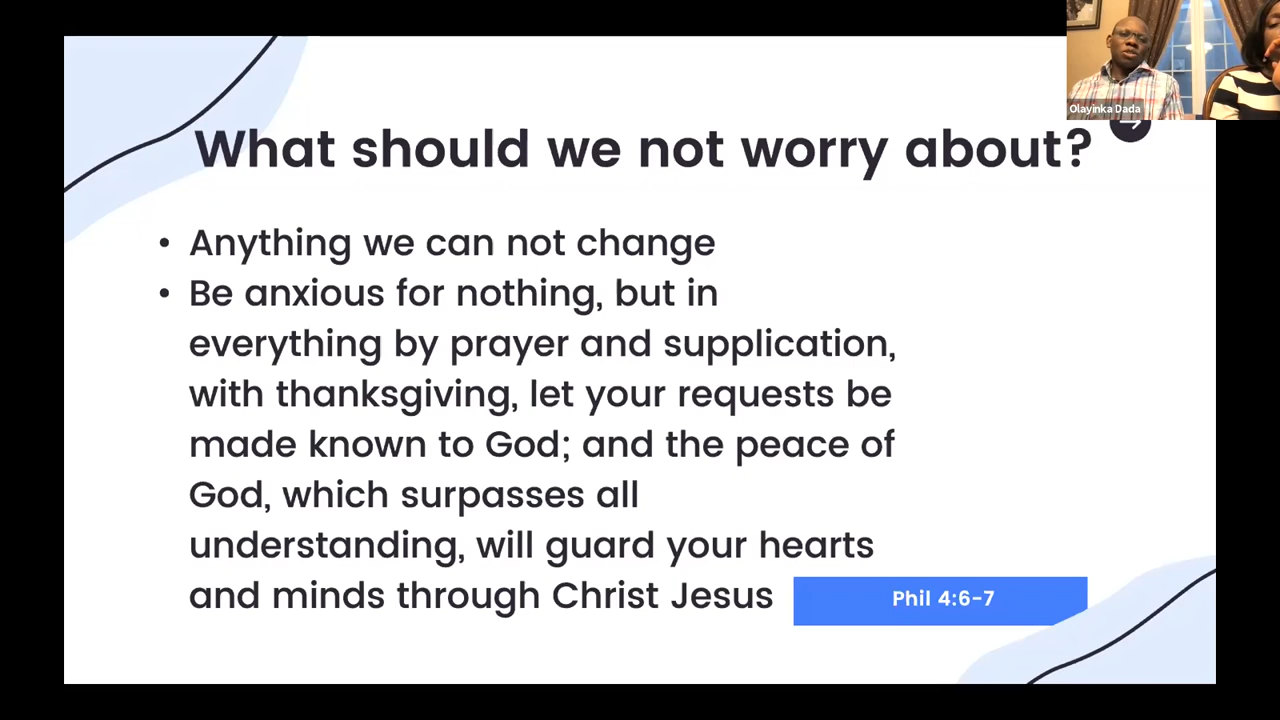 Olayinka Dada
What should we not worry about?
• Anything we can not change
• Be anxious for nothing, but in
everything by prayer and supplication,
with thanksgiving, let your requests be
made known to God; and the peace of
God, which surpasses all
understanding, will guard your hearts
and minds through Christ Jesus
Phil 4:6-7